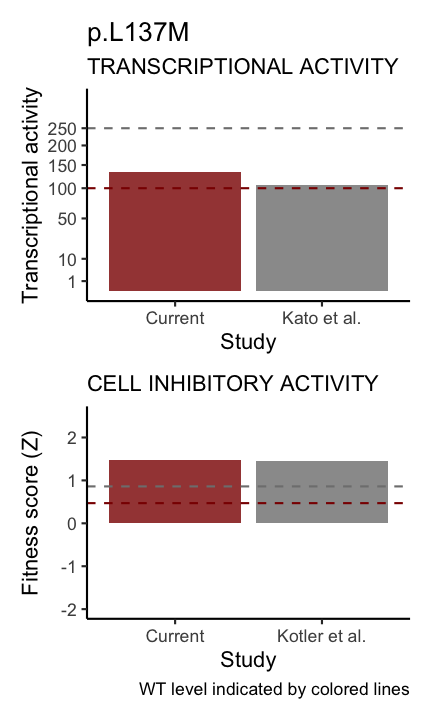 p.L137M
TRANSCRIPTIONAL ACTIVITY
Transcriptional activity
250
200
150
100
50
10
1
Current
Kato et al.
Study
CELL INHIBITORY ACTIVITY
Fitness score (Z)
2
1
0
-1
-2
Current
Kotler et al.
Study
WT level indicated by colored lines